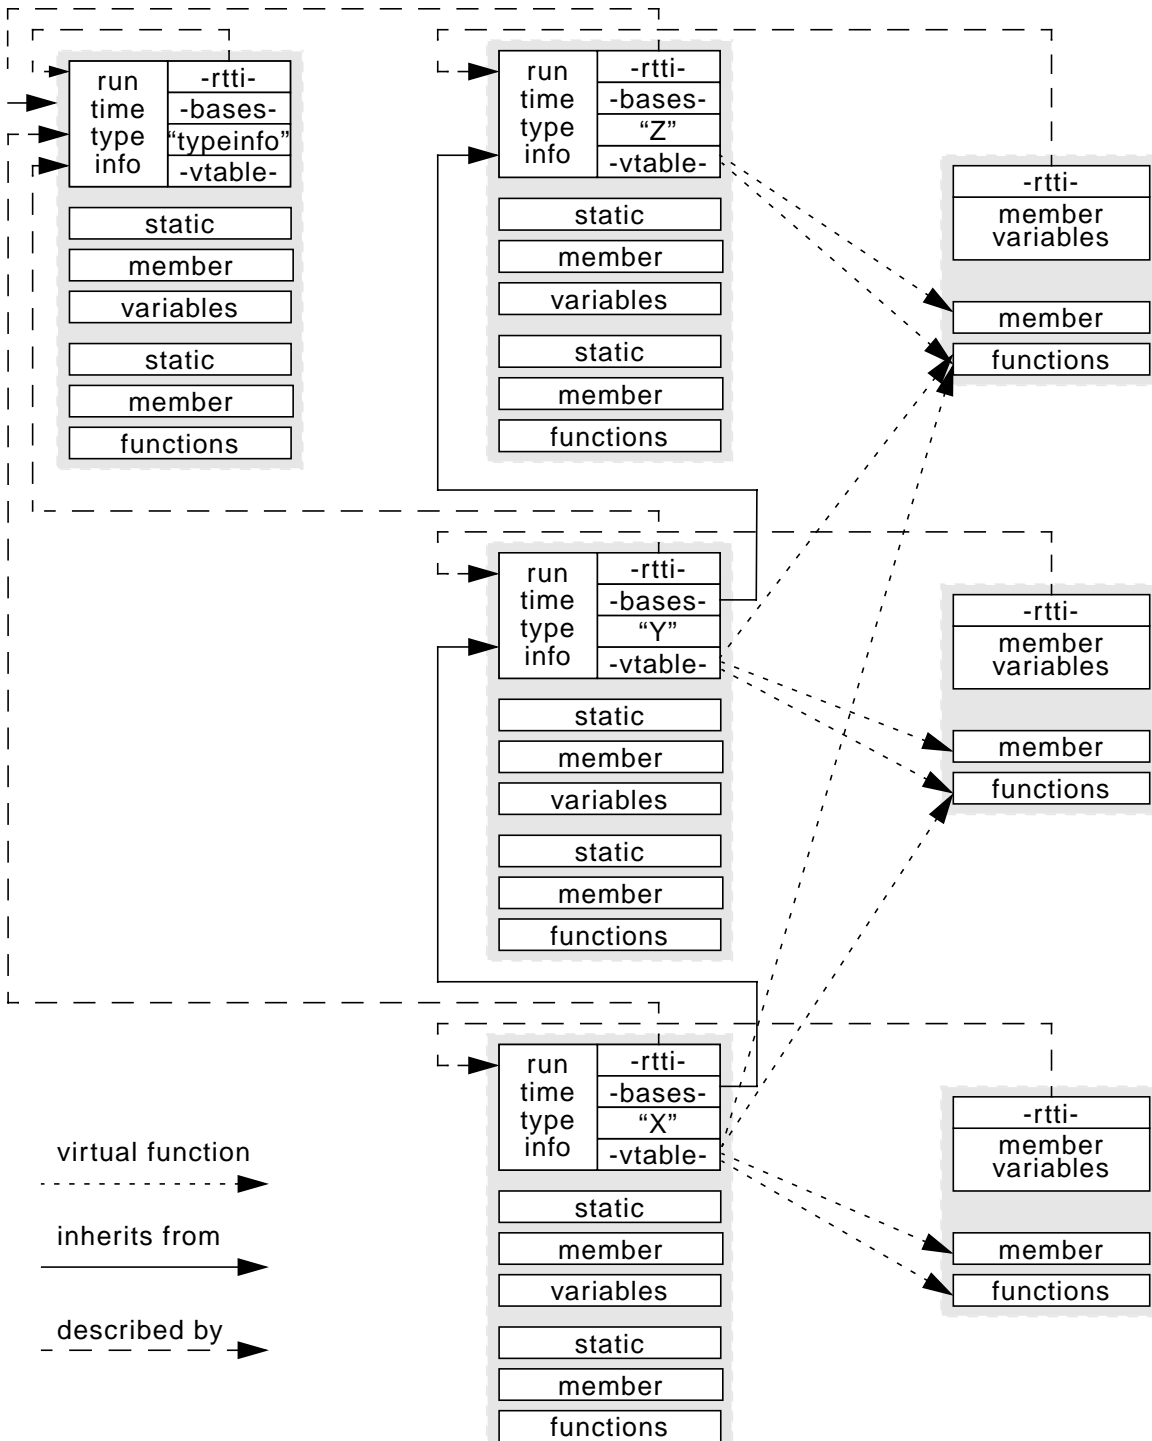 run
time
type
info
-rtti-
-bases-
“typeinfo”
-vtable-
static
member
variables
static
member
functions
run
time
type
info
-rtti-
-bases-
“Z”
-vtable-
static
member
variables
static
member
functions
-rtti-
member
variables
member
functions
run
time
type
info
-rtti-
-bases-
“Y”
-vtable-
static
member
variables
static
member
functions
-rtti-
member
variables
member
functions
run
time
type
info
-rtti-
-bases-
“X”
-vtable-
static
member
variables
static
member
functions
-rtti-
member
variables
member
functions
virtual function
inherits from
described by